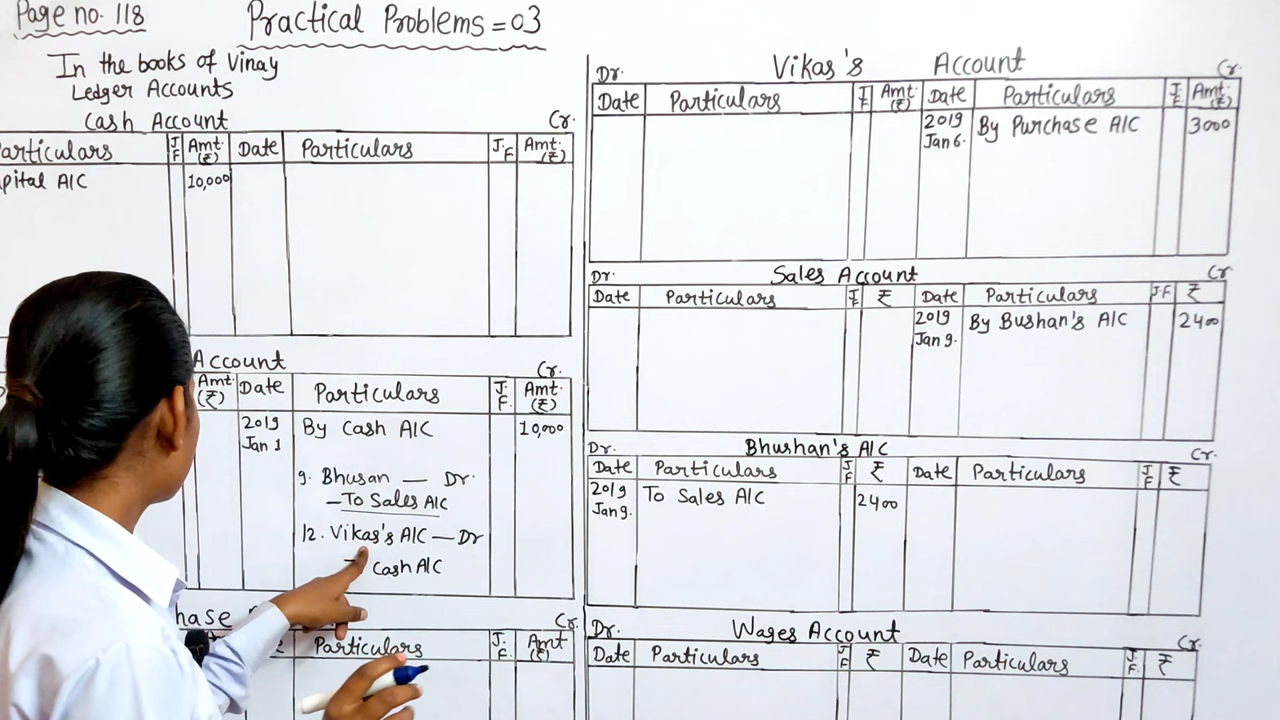 Page no. 118
Practical Problems = 03
In the books of Vinay
Ledger Accounts
Cash Account
Cr.
articulars J.F Amt. (₹) Date Particulars J.F Amt. (₹)
pital A/C 10,000
Account
Cr.
Amt. (₹) Date Particulars J.F. Amt. (₹)
2019 Jan 1 By Cash A/C 10,000
9. Bhusan — Dr.
— To Sales A/C
12. Vikas's A/C — Dr
Cash A/C
hase
Cr.
Particulars J.F. Amt (₹)
Dr. Vikas's Account Cr.
Date Particulars J.F Amt. (₹) Date Particulars J.F Amt. (₹)
2019 Jan 6. By Purchase A/C 3000
Dr. Sales Account Cr.
Date Particulars J.F ₹ Date Particulars J.F ₹
2019 Jan 9. By Bushan's A/C 2400
Dr. Bhushan's A/C Cr.
Date Particulars J.F ₹ Date Particulars J.F ₹
2019 Jan 9. To Sales A/C 2400
Dr. Wages Account Cr.
Date Particulars J.F ₹ Date Particulars J.F. ₹